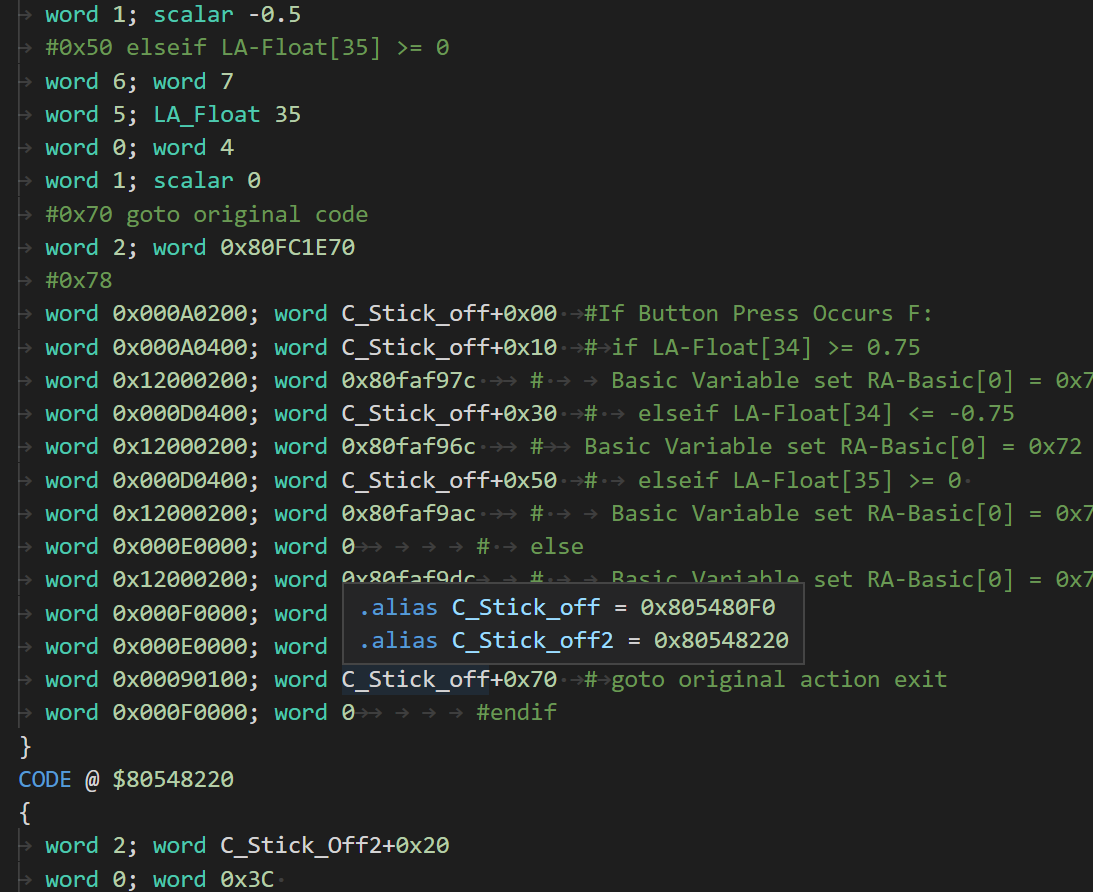 word 1; scalar -0.5
#0x50 elseif LA-Float[35] >= 0
word 6; word 7
word 5; LA_Float 35
word 0; word 4
word 1; scalar 0
#0x70 goto original code
word 2; word 0x80FC1E70
#0x78
word 0x000A0200; word C_Stick_off+0x00 #If Button Press Occurs F:
word 0x000A0400; word C_Stick_off+0x10 # if LA-Float[34] >= 0.75
word 0x12000200; word 0x80faf97c # Basic Variable set RA-Basic[0] = 0x7
word 0x000D0400; word C_Stick_off+0x30 # elseif LA-Float[34] <= -0.75
word 0x12000200; word 0x80faf96c # Basic Variable set RA-Basic[0] = 0x72
word 0x000D0400; word C_Stick_off+0x50 # elseif LA-Float[35] >= 0
word 0x12000200; word 0x80faf9ac # Basic Variable set RA-Basic[0] = 0x7
word 0x000E0000; word 0 # else
word 0x12000200; word 0x80faf9dc # Basic Variable set RA-Basic[0] = 0x7
word 0x000F0000; word
.alias C_Stick_off = 0x805480F0
word 0x000E0000; word
.alias C_Stick_off2 = 0x80548220
word 0x00090100; word C_Stick_off+0x70 # goto original action exit
word 0x000F0000; word 0 #endif
}
CODE @ $80548220
{
word 2; word C_Stick_Off2+0x20
word 0; word 0x3C